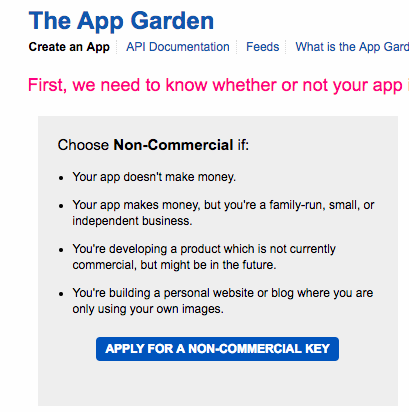 The App Garden
Create an App API Documentation Feeds What is the App Gard
First, we need to know whether or not your app
Choose Non-Commercial if:
• Your app doesn't make money.
• Your app makes money, but you're a family-run, small, or
independent business.
• You're developing a product which is not currently
commercial, but might be in the future.
• You're building a personal website or blog where you are
only using your own images.
APPLY FOR A NON-COMMERCIAL KEY